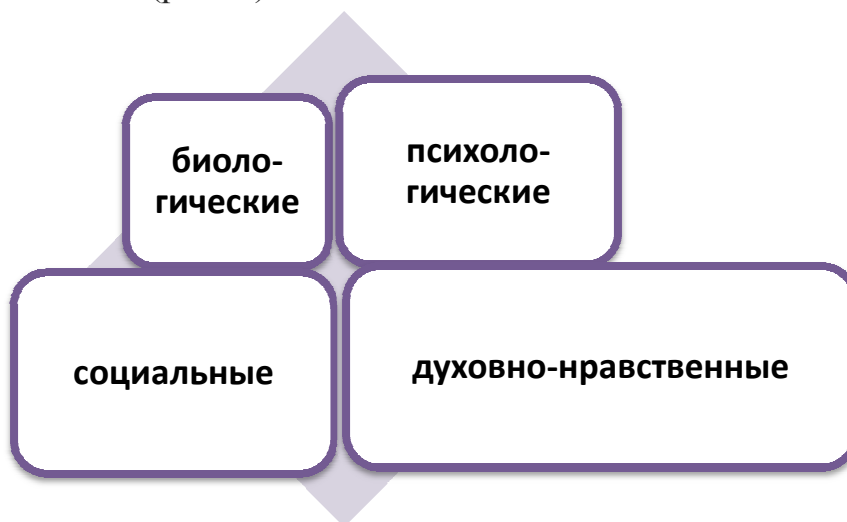 биоло-
гические
психоло-
гические
социальные
духовно-нравственные